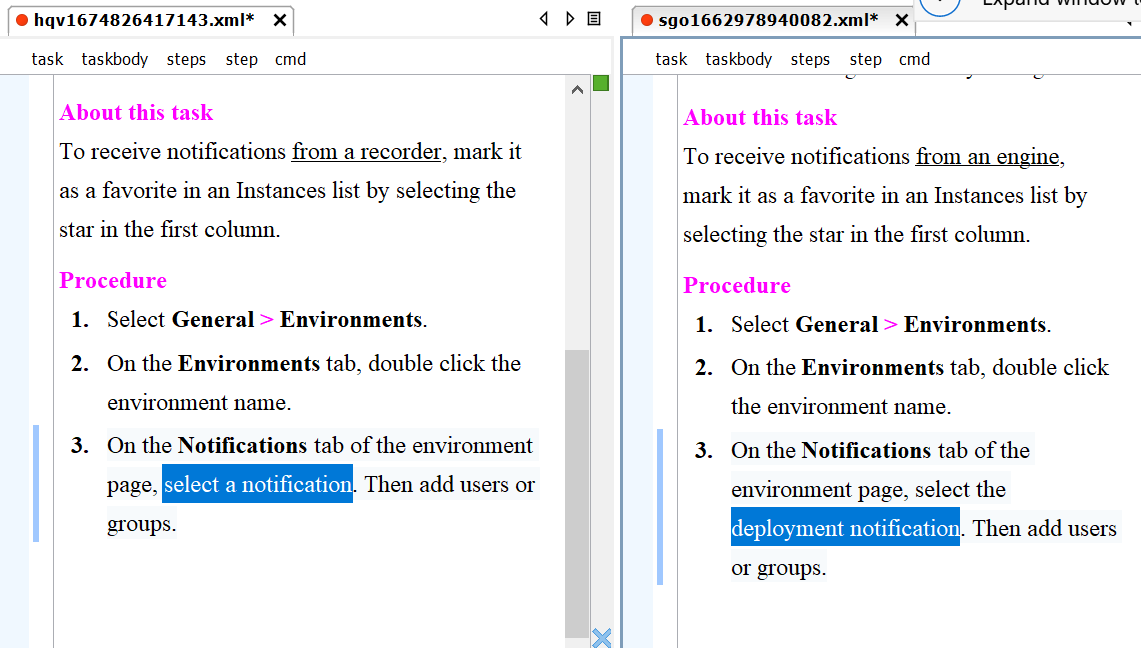 hqv1674826417143.xml*
task taskbody steps step cmd
About this task
To receive notifications from a recorder, mark it
as a favorite in an Instances list by selecting the
star in the first column.
Procedure
1. Select General > Environments.
2. On the Environments tab, double click the
environment name.
3. On the Notifications tab of the environment
page, select a notification. Then add users or
groups.
sgo1662978940082.xml*
Expand window
task taskbody steps step cmd
About this task
To receive notifications from an engine,
mark it as a favorite in an Instances list by
selecting the star in the first column.
Procedure
1. Select General > Environments.
2. On the Environments tab, double click
the environment name.
3. On the Notifications tab of the
environment page, select the
deployment notification. Then add users
or groups.